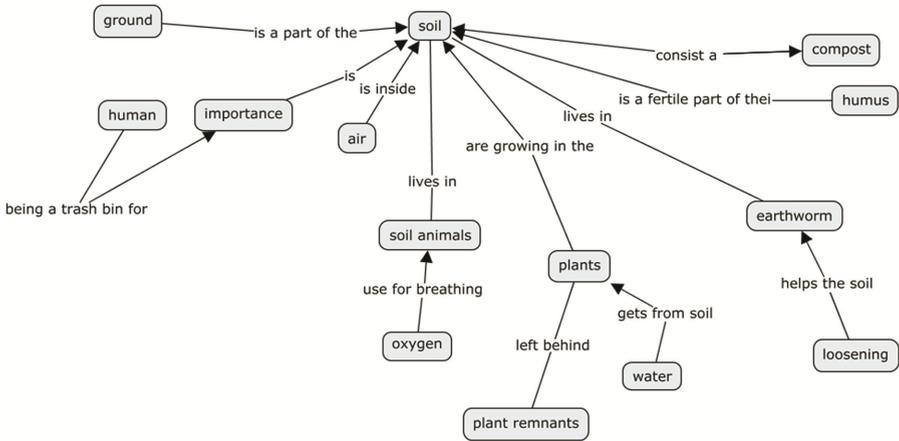 ground
is a part of the
soil
consist a
compost
is
is inside
is a fertile part of thei
humus
human
importance
air
lives in
are growing in the
being a trash bin for
lives in
soil animals
earthworm
plants
use for breathing
helps the soil
gets from soil
oxygen
left behind
loosening
water
plant remnants